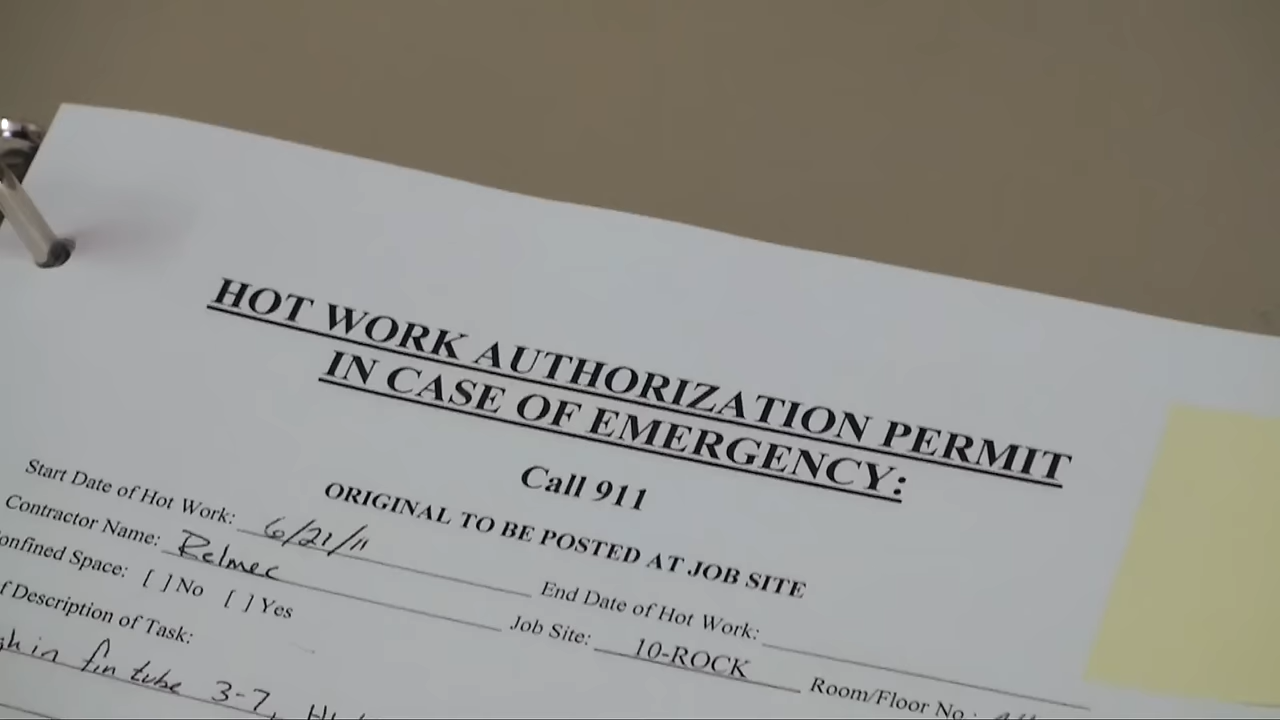 HOT WORK AUTHORIZATION PERMIT
IN CASE OF EMERGENCY:
Call 911
ORIGINAL TO BE POSTED AT JOB SITE
Start Date of Hot Work: 6/21/11 End Date of Hot Work:
Contractor Name: Belmec Job Site: 10-ROCK
onfined Space: [ ] No [ ] Yes Room/Floor No.:
f Description of Task:
in fin tube 3-7,